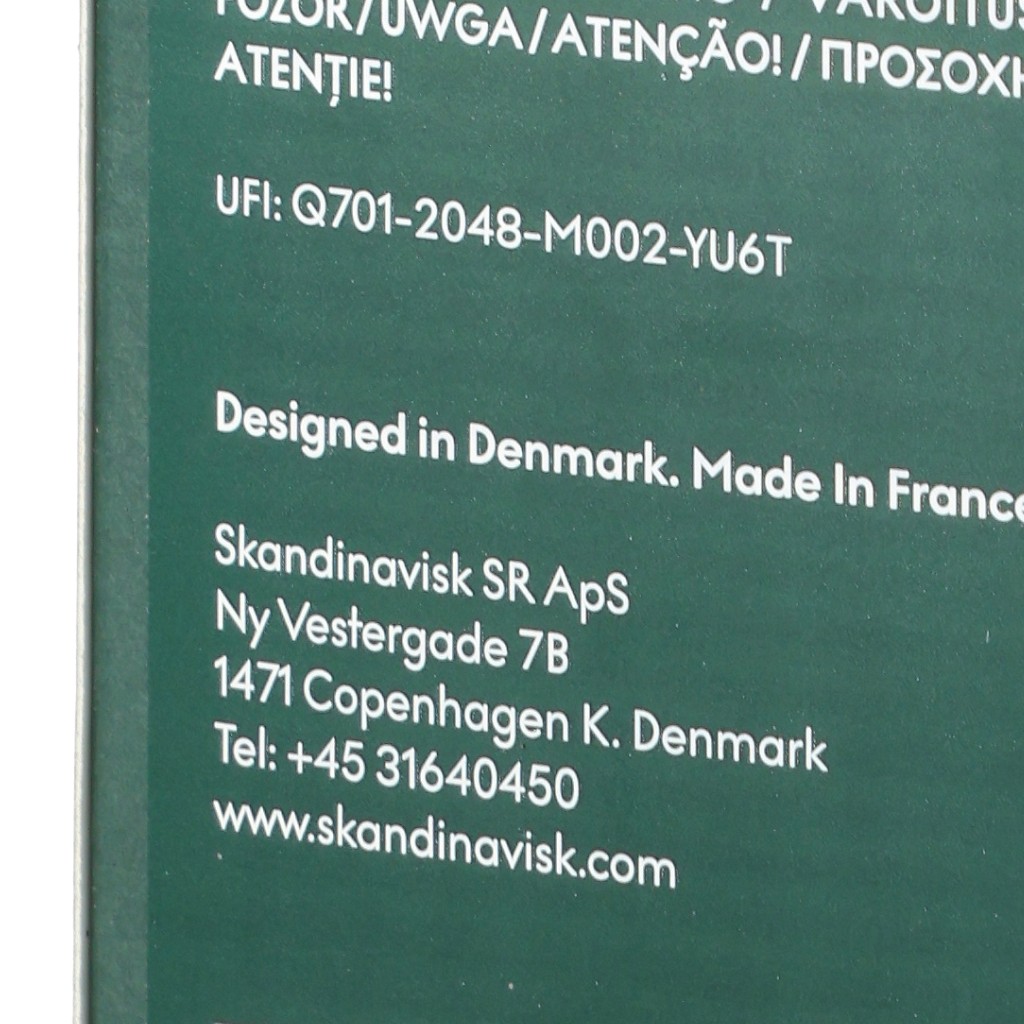 POZOR/UWGA/ATENÇÃO!/ΠΡΟΣΟΧΗ
ATENȚIE!
UFI: Q701-2048-M002-YU6T
Designed in Denmark. Made In France
Skandinavisk SR ApS
Ny Vestergade 7B
1471 Copenhagen K. Denmark
Tel: +45 31640450
www.skandinavisk.com